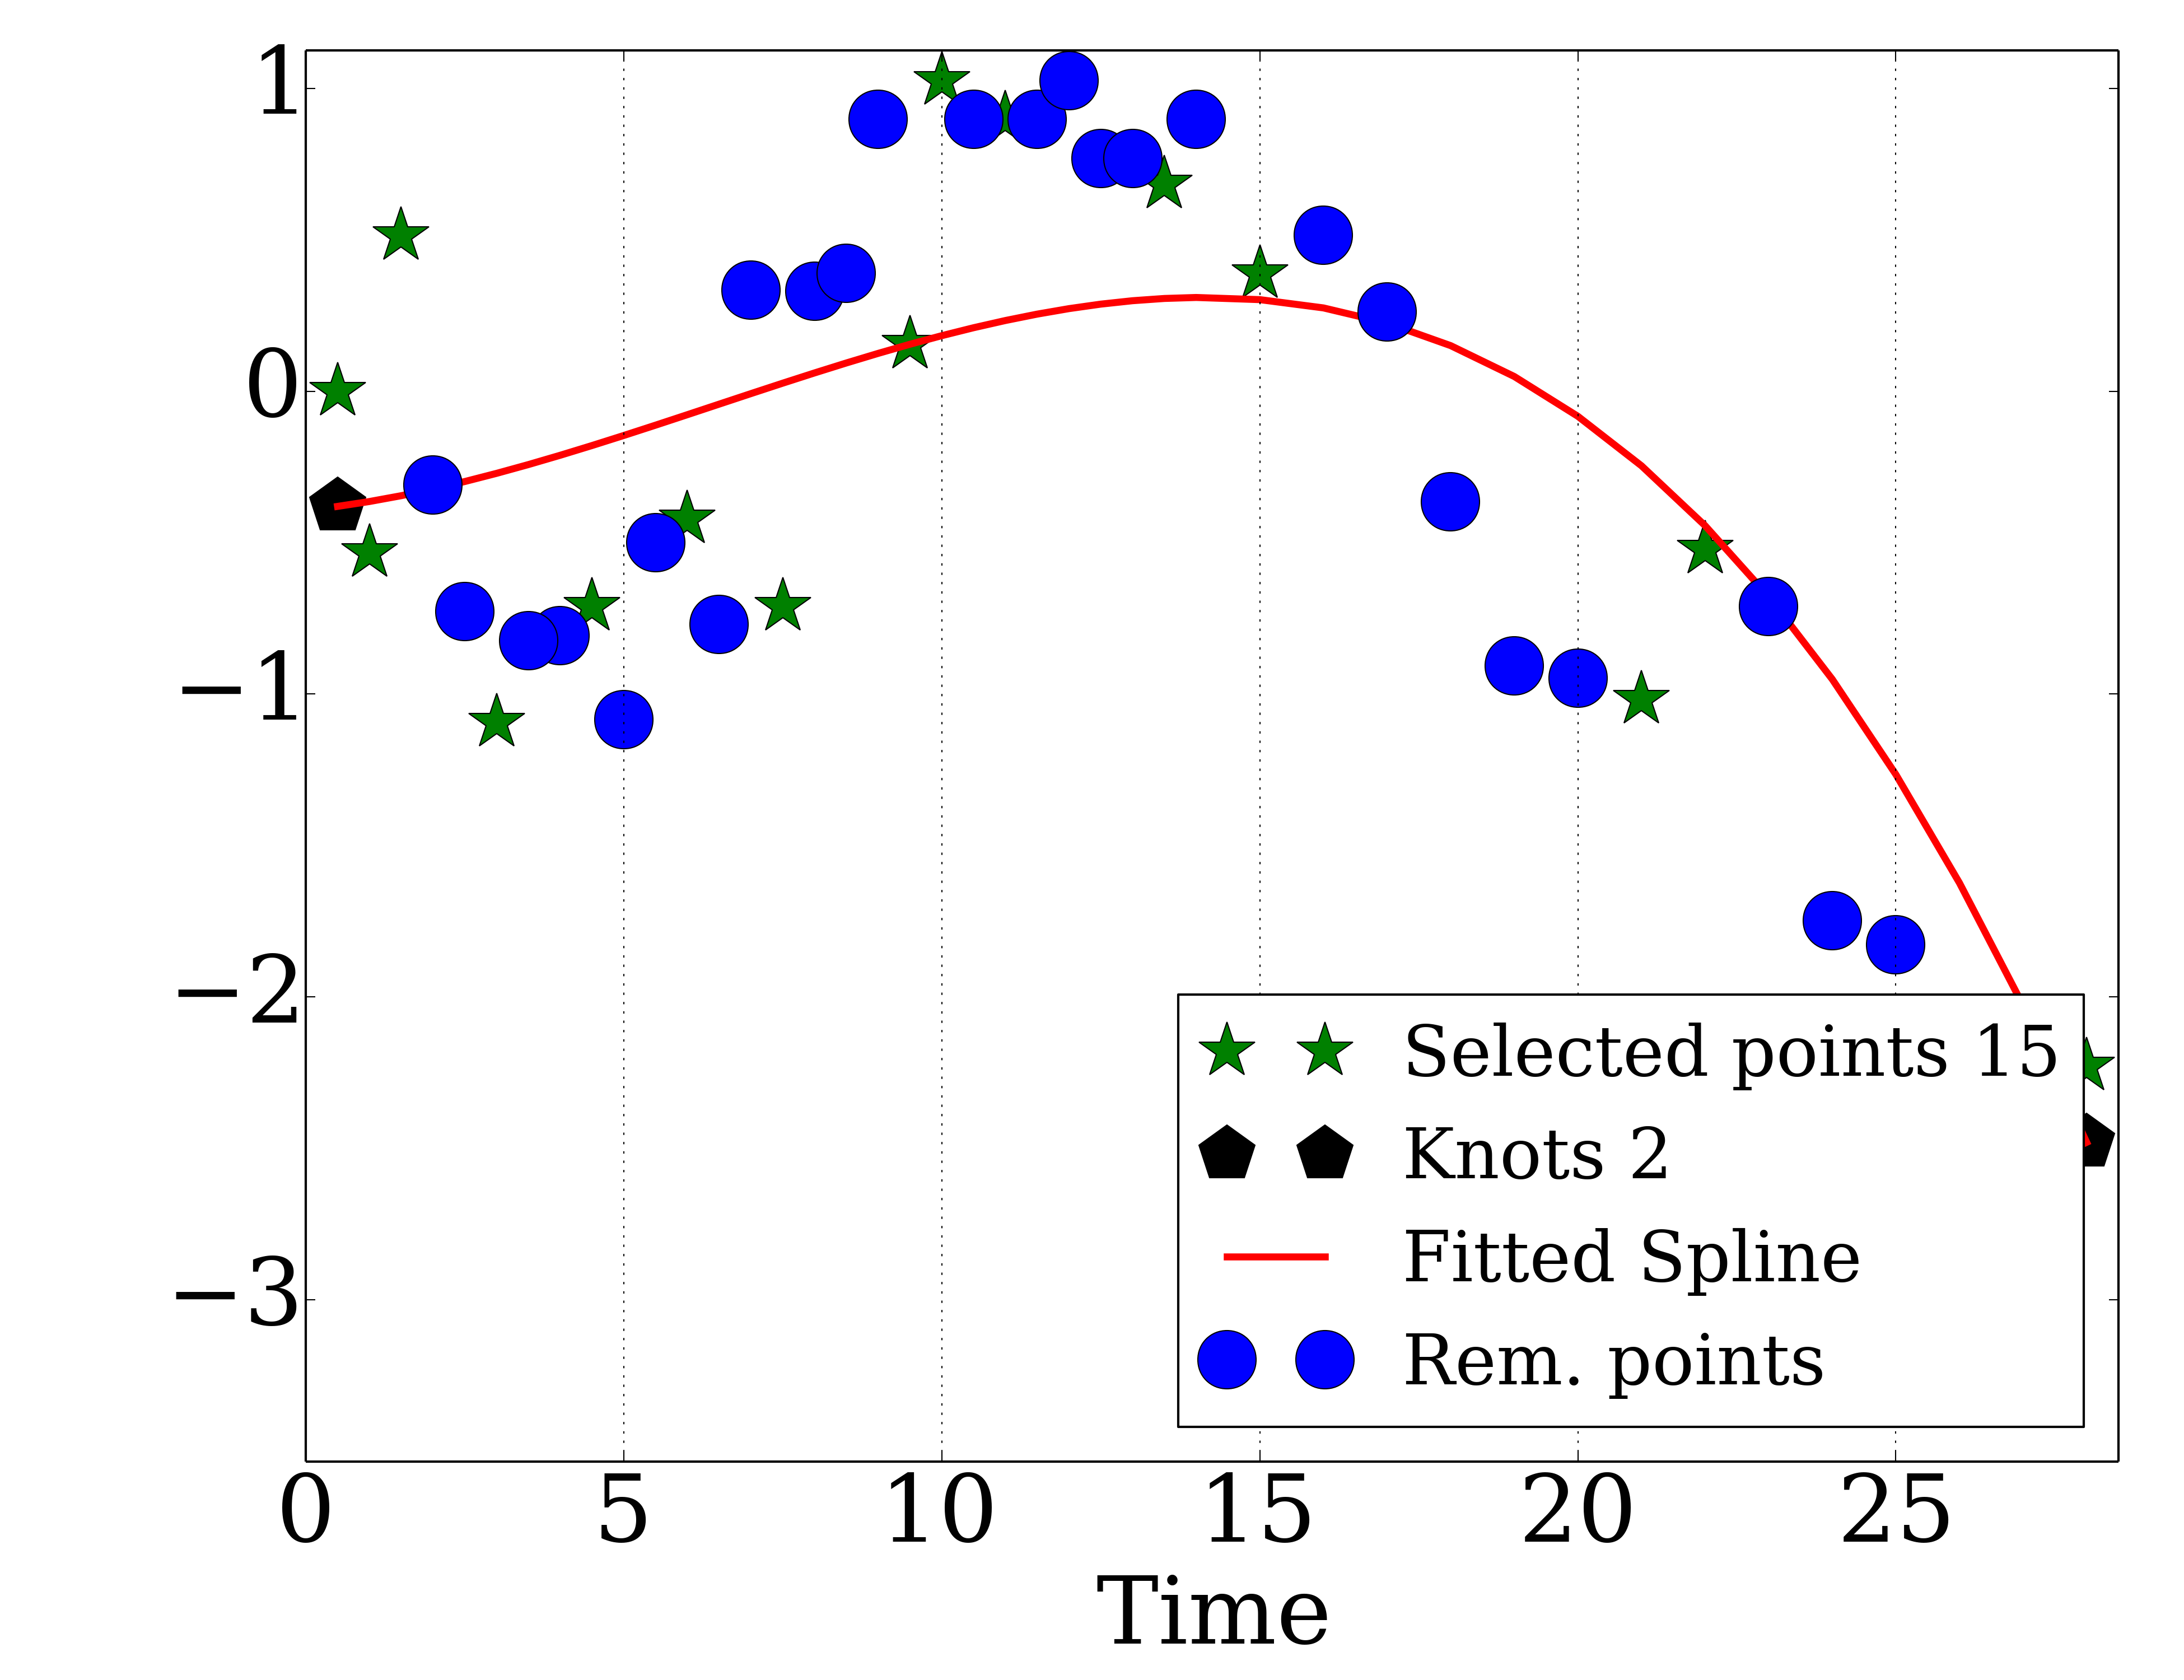 1
0
−1
−2
−3
Selected points 15
Knots 2
Fitted Spline
Rem. points
0 5 10 15 20 25
Time